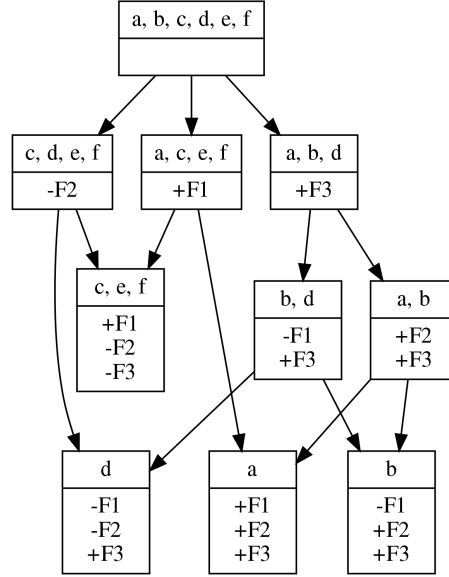 a, b, c, d, e, f
c, d, e, f
-F2
a, c, e, f
+F1
a, b, d
+F3
c, e, f
+F1
-F2
-F3
b, d
-F1
+F3
a, b
+F2
+F3
d
-F1
-F2
+F3
a
+F1
+F2
+F3
b
-F1
+F2
+F3